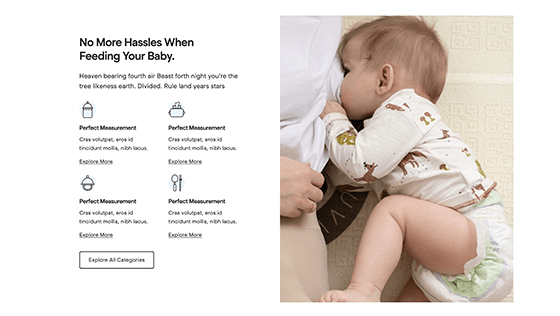 No More Hassles When
Feeding Your Baby.
Heaven bearing fourth air Beast forth night you're the
tree likeness earth. Divided. Rule land years stars
Perfect Measurement
Cras volutpat, eros id
tincidunt mollis, nibh lacus.
Explore More
Perfect Measurement
Cras volutpat, eros id
tincidunt mollis, nibh lacus.
Explore More
Perfect Measurement
Cras volutpat, eros id
tincidunt mollis, nibh lacus.
Explore More
Perfect Measurement
Cras volutpat, eros id
tincidunt mollis, nibh lacus.
Explore More
Explore All Categories